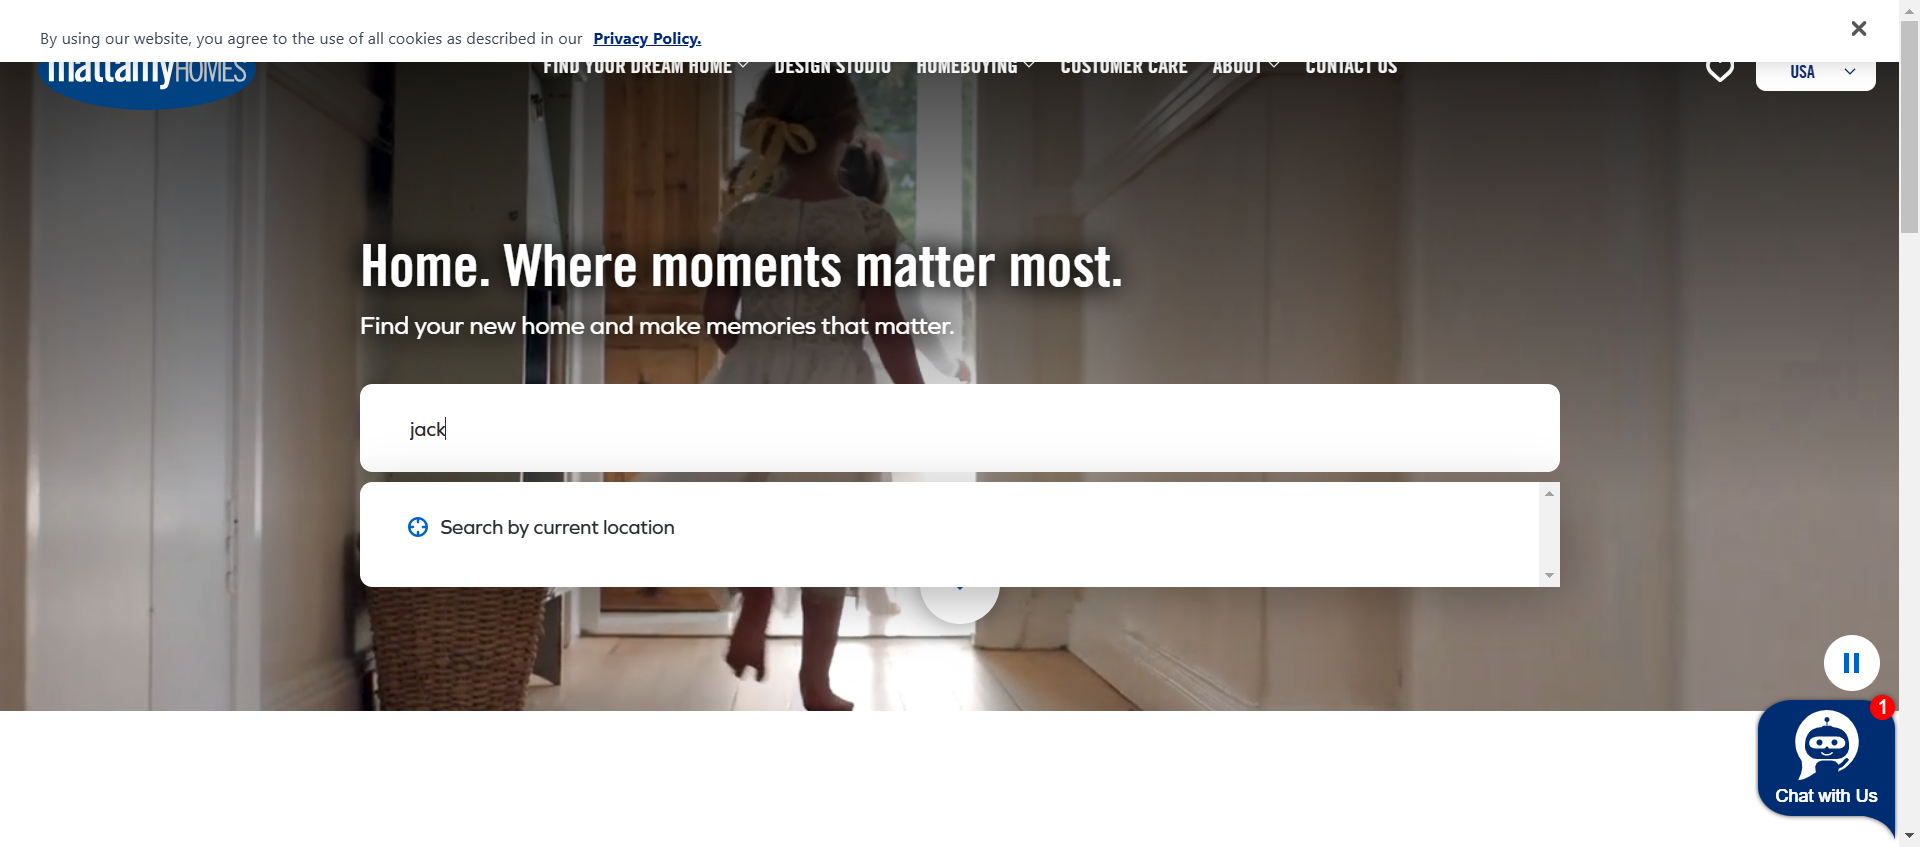 By using our website, you agree to the use of all cookies as described in our Privacy Policy.
mattamyHOMES
FIND YOUR DREAM HOME
DESIGN STUDIO
HOMEBUYING
CUSTOMER CARE
ABOUT
CONTACT US
USA
Home. Where moments matter most.
Find your new home and make memories that matter.
jack
Search by current location
1
Chat with Us